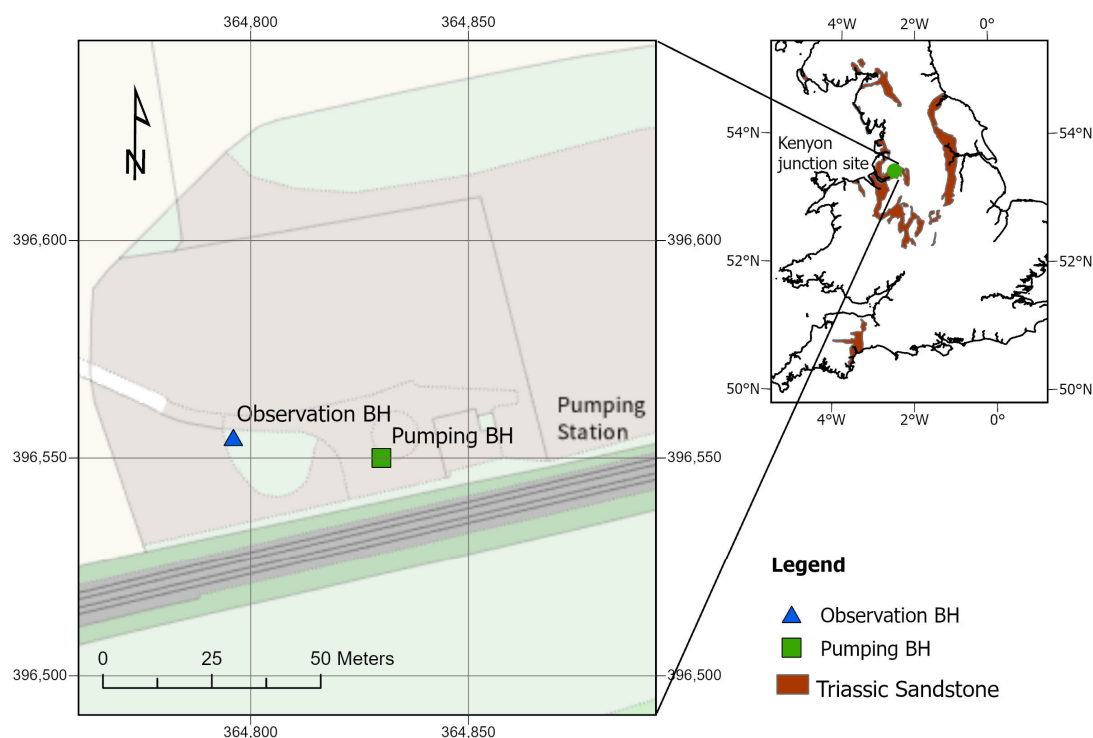 364,800
364,850
4°W
2°W
0°
N
54°N
54°N
Kenyon
junction site
396,600
396,600
52°N
52°N
Observation BH
Pumping BH
Pumping
Station
50°N
50°N
4°W
2°W
0°
396,550
396,550
Legend
Observation BH
Pumping BH
Triassic Sandstone
0
25
50 Meters
396,500
396,500
364,800
364,850